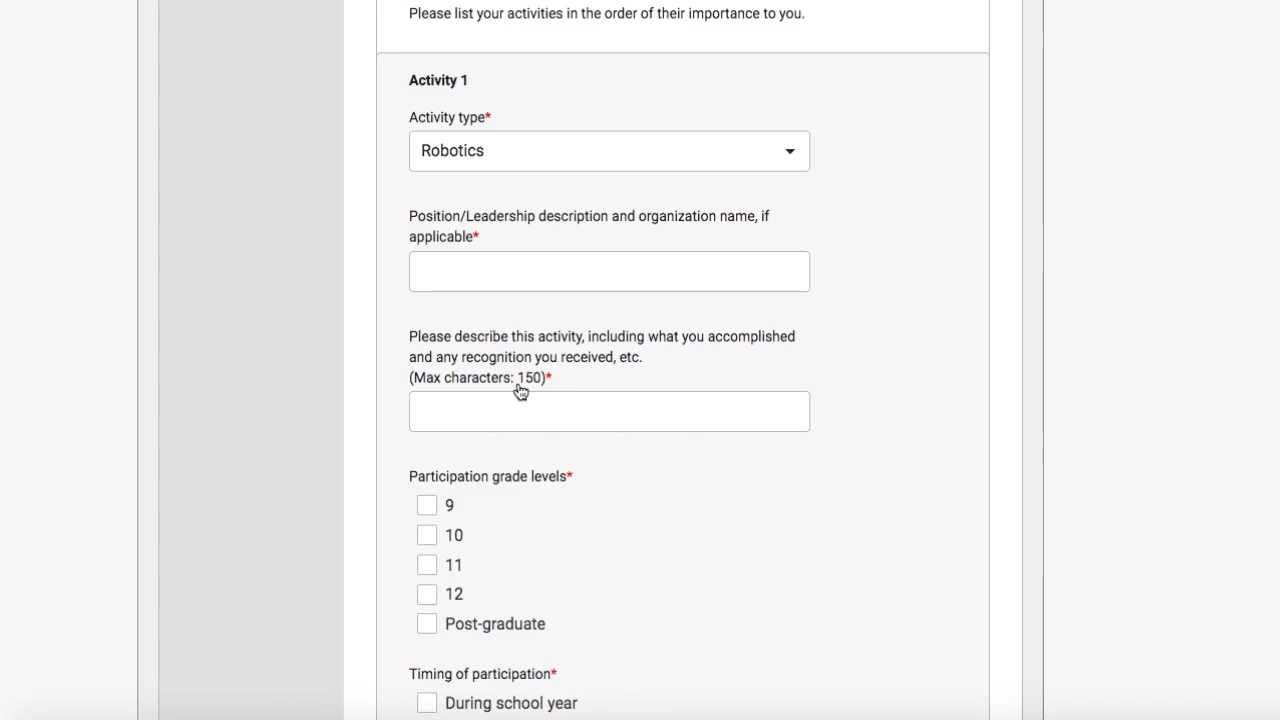 Please list your activities in the order of their importance to you.
Activity 1
Activity type*
Robotics
Position/Leadership description and organization name, if
applicable*
Please describe this activity, including what you accomplished
and any recognition you received, etc.
(Max characters: 150)*
Participation grade levels*
9
10
11
12
Post-graduate
Timing of participation*
During school year